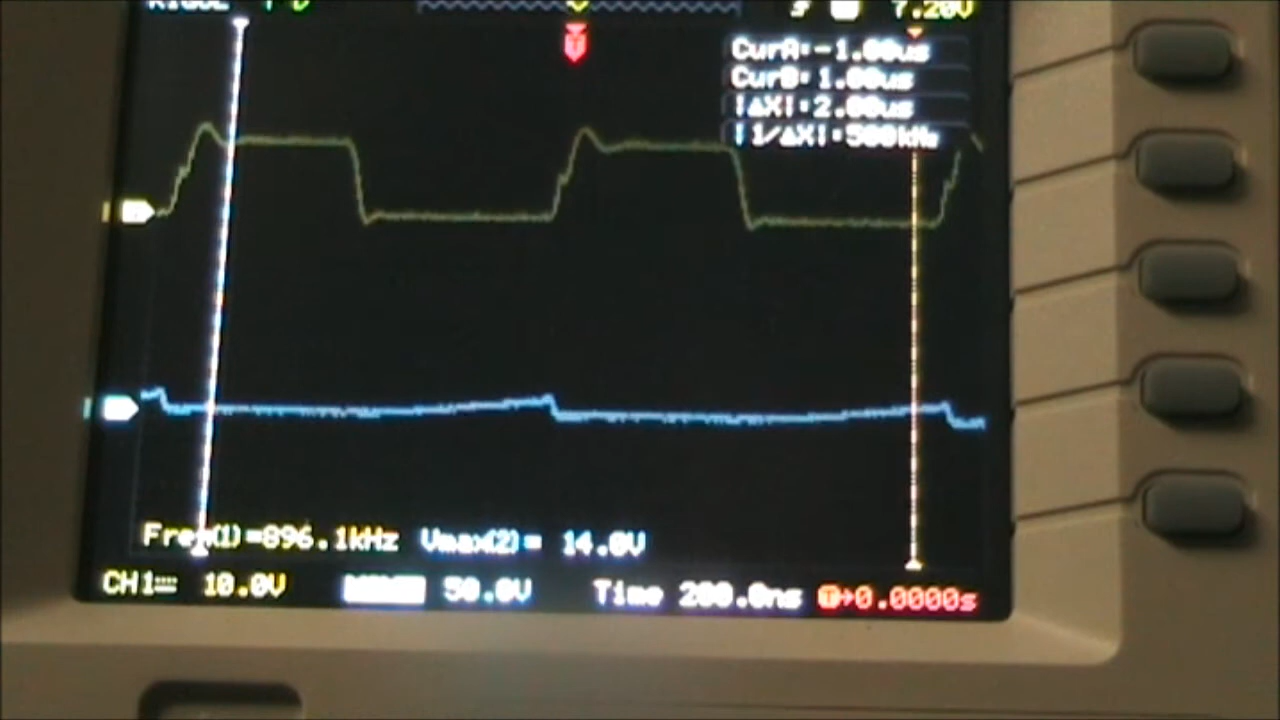 RIGOL T'D 7.20V
CurA:-1.00us
CurB: 1.00us
|ΔX|: 2.00us
|1/ΔX|: 500kHz
Freq(1)=896.1kHz Vmax(2)= 14.0V
CH1 10.0V 50.0V Time 200.0ns T→0.0000s